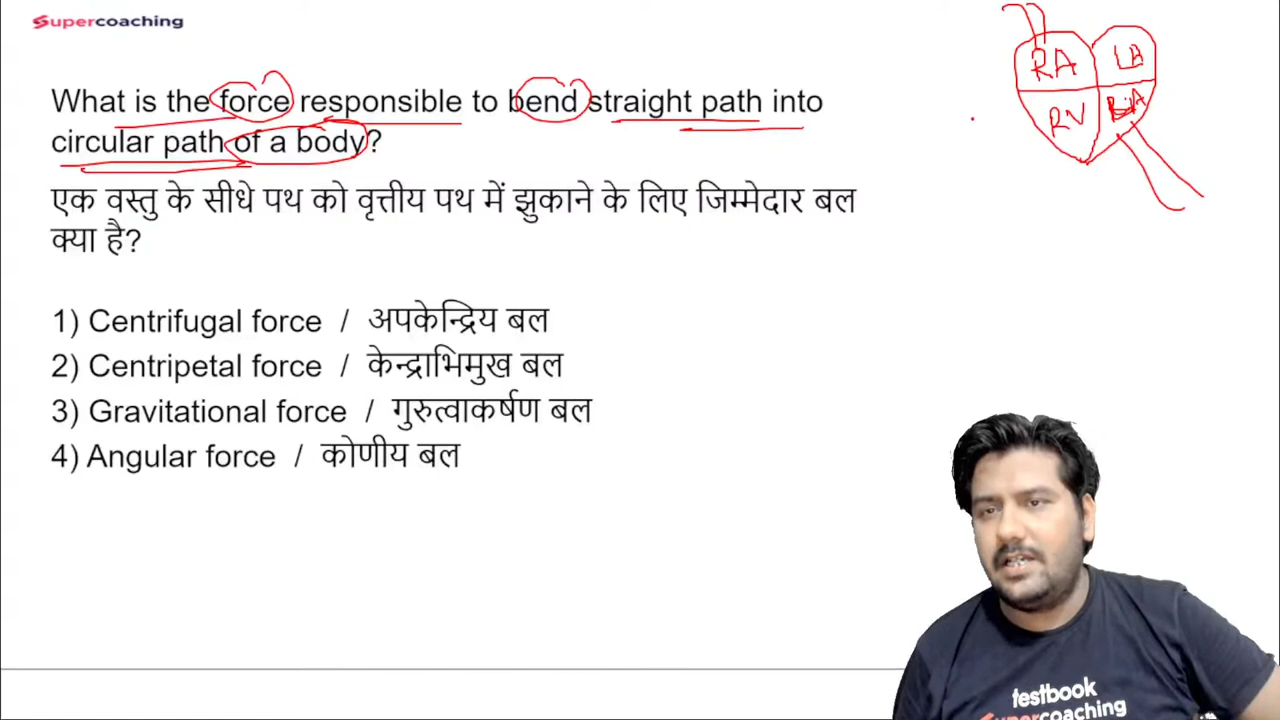 Supercoaching
What is the force responsible to bend straight path into
circular path of a body?
एक वस्तु के सीधे पथ को वृत्तीय पथ में झुकाने के लिए जिम्मेदार बल
क्या है?
1) Centrifugal force / अपकेन्द्रिय बल
2) Centripetal force / केन्द्राभिमुख बल
3) Gravitational force / गुरुत्वाकर्षण बल
4) Angular force / कोणीय बल
RA
RV
testbook
Supercoaching